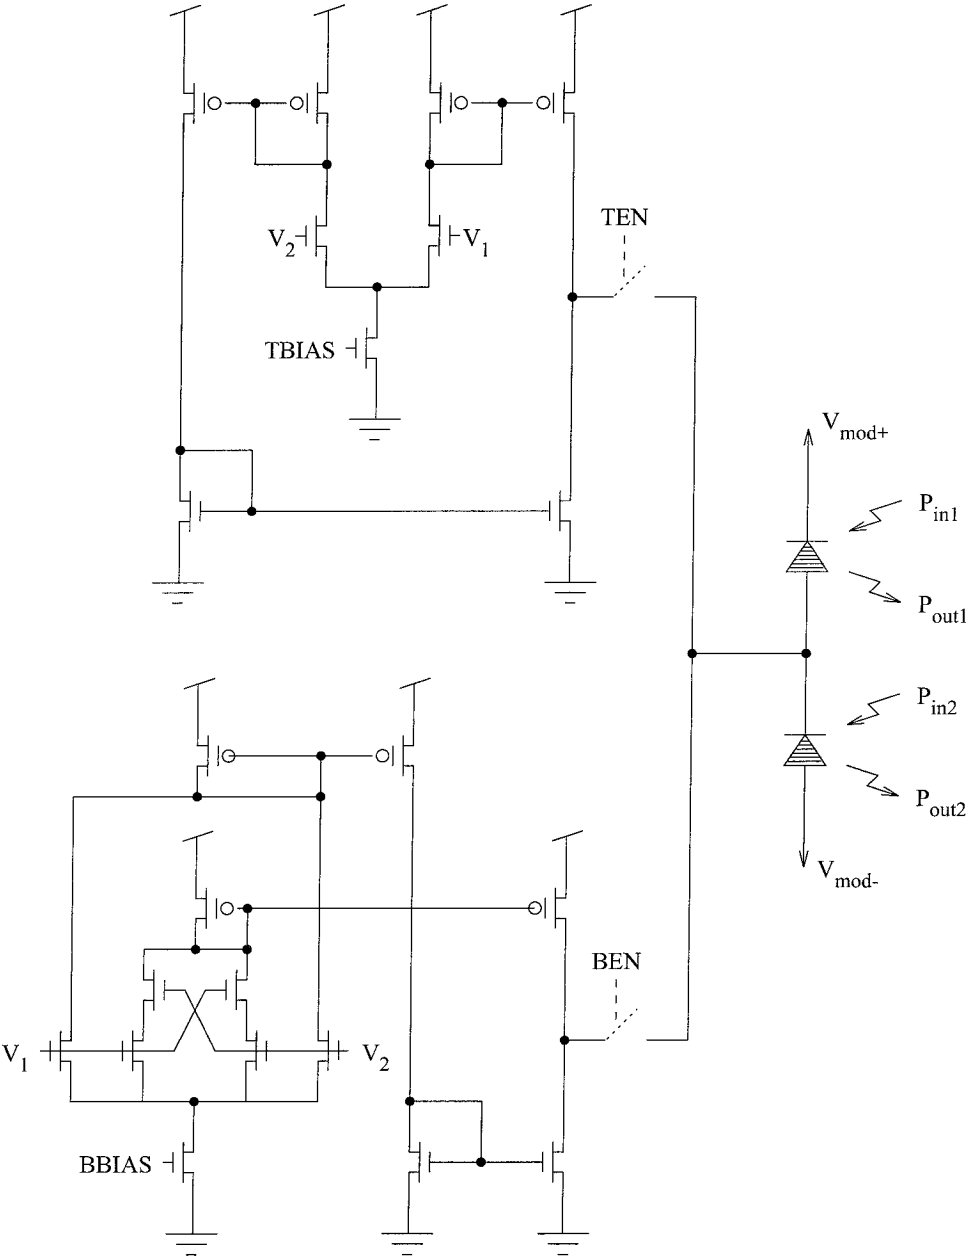 V2
V1
TEN
TBIAS
Vmod+
Pin1
Pout1
Pin2
Pout2
Vmod-
BEN
V1
V2
BBIAS